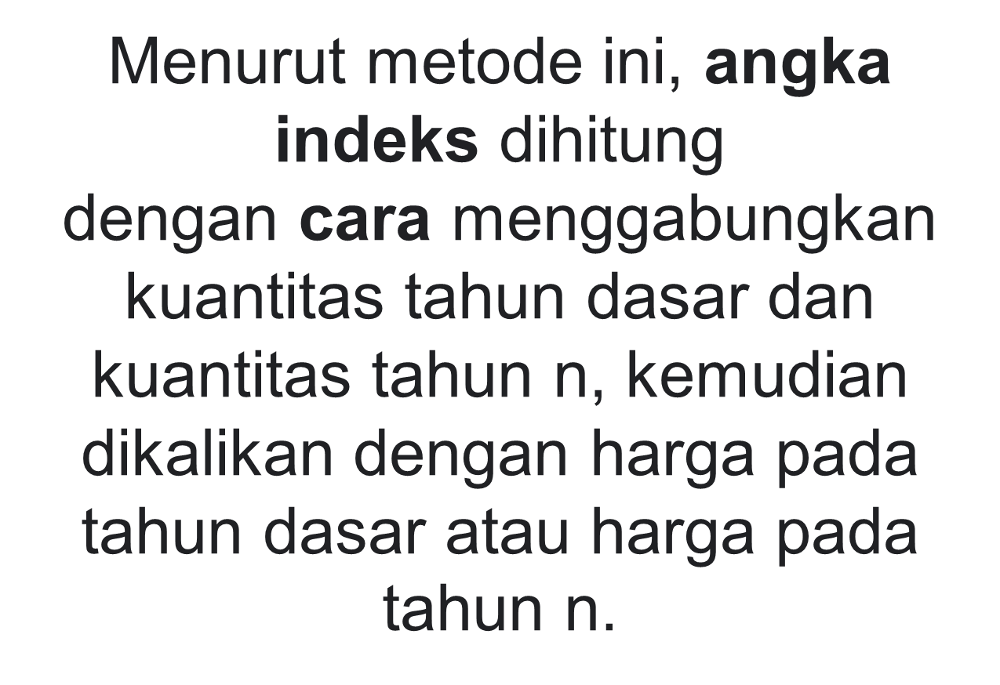 Menurut metode ini, angka
indeks dihitung
dengan cara menggabungkan
kuantitas tahun dasar dan
kuantitas tahun n, kemudian
dikalikan dengan harga pada
tahun dasar atau harga pada
tahun n.